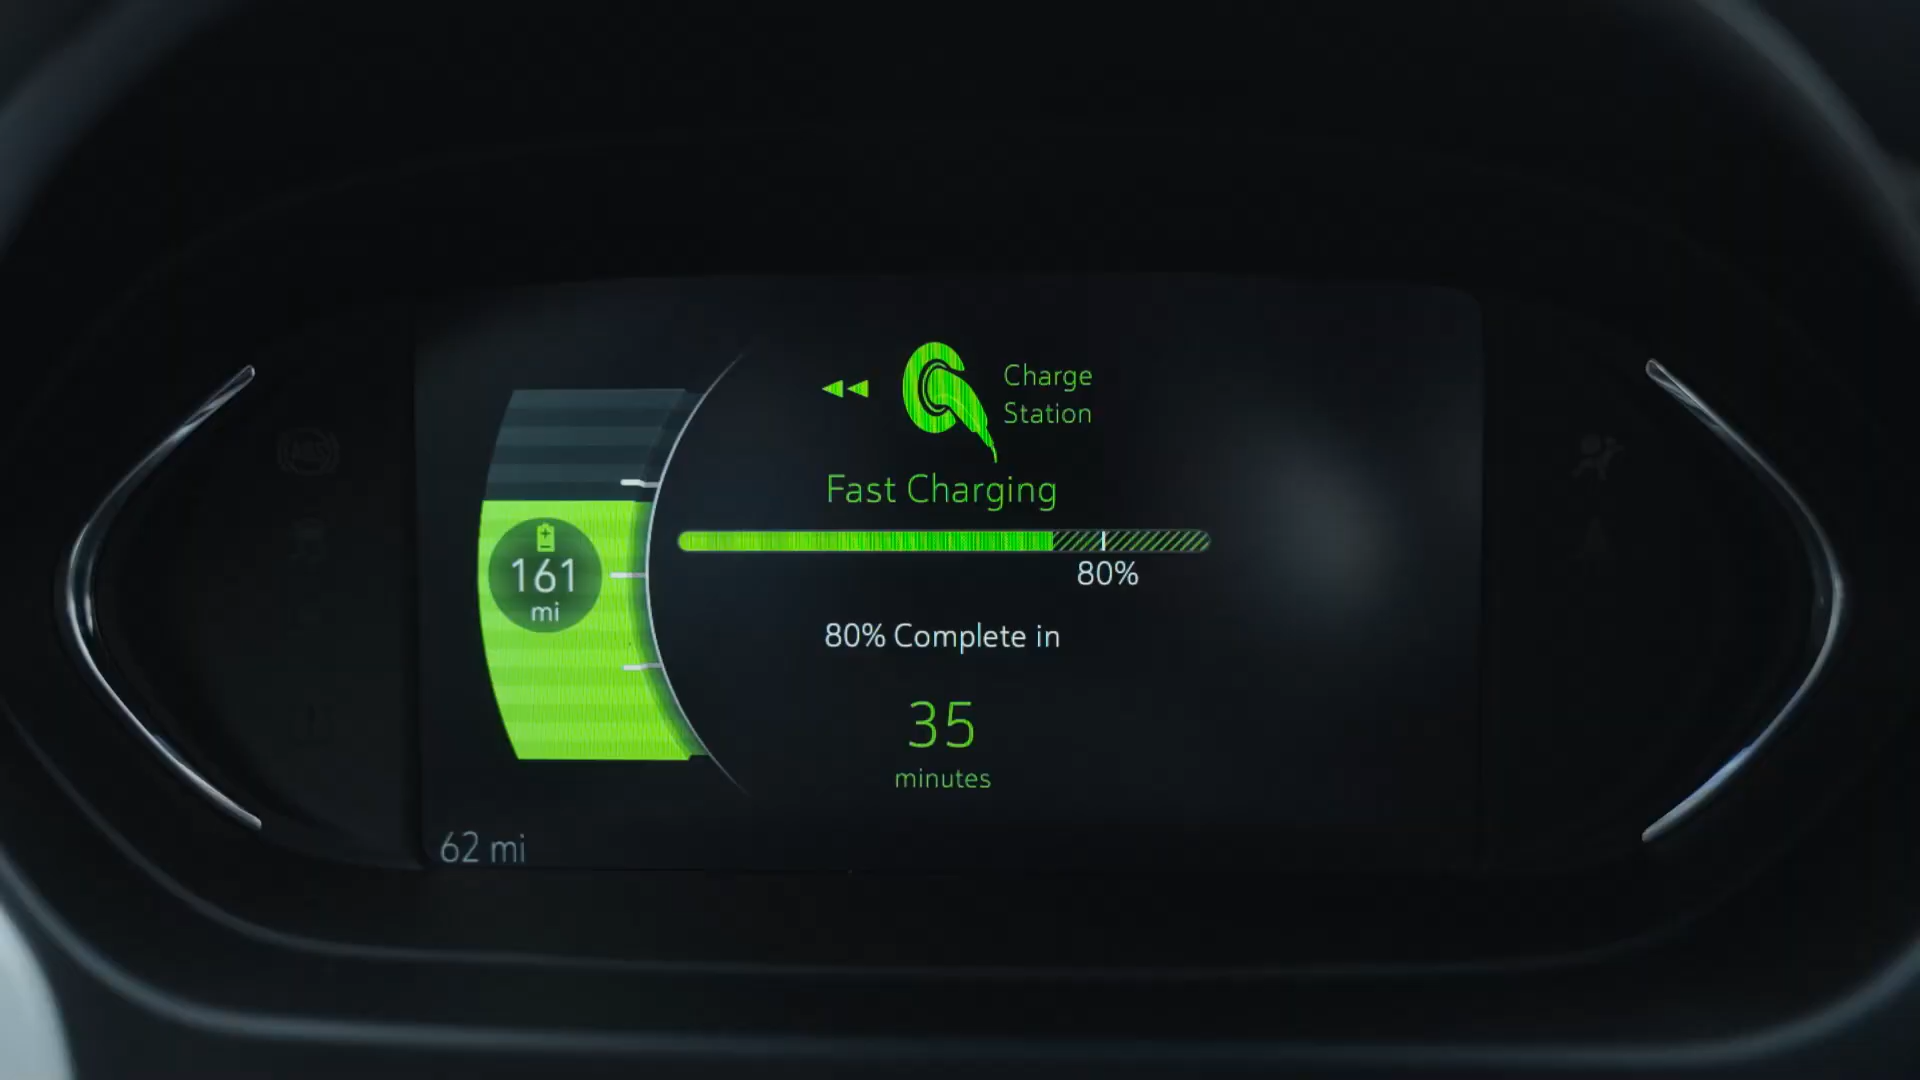 Charge
Station
Fast Charging
80%
161
mi
80% Complete in
35
minutes
62 mi